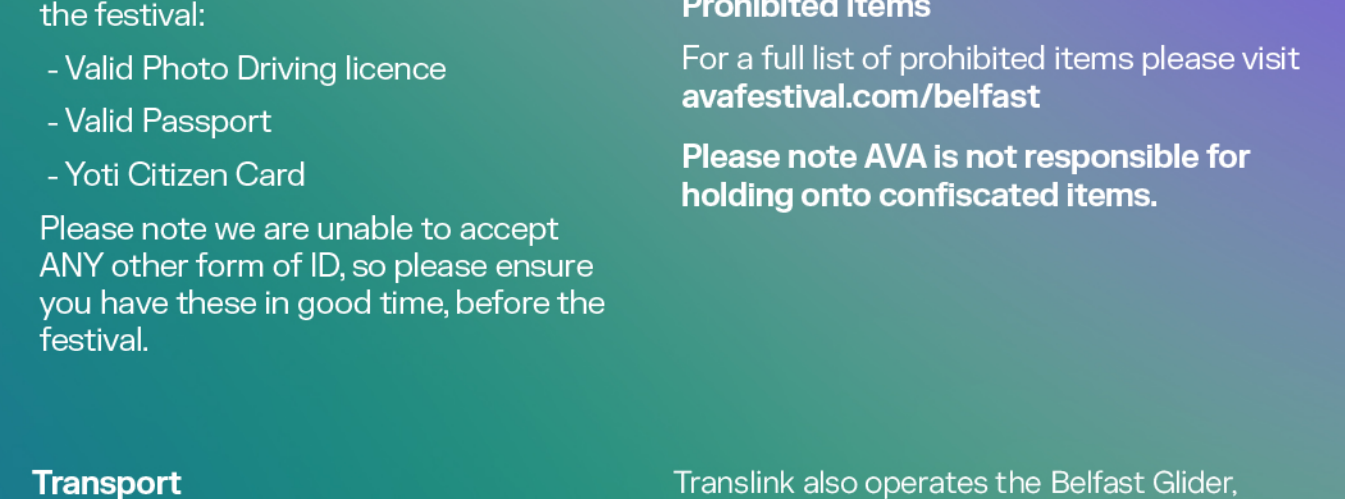 the festival:
- Valid Photo Driving licence
- Valid Passport
- Yoti Citizen Card
Please note we are unable to accept
ANY other form of ID, so please ensure
you have these in good time, before the
festival.
Transport
Prohibited Items
For a full list of prohibited items please visit
avafestival.com/belfast
Please note AVA is not responsible for
holding onto confiscated items.
Translink also operates the Belfast Glider,